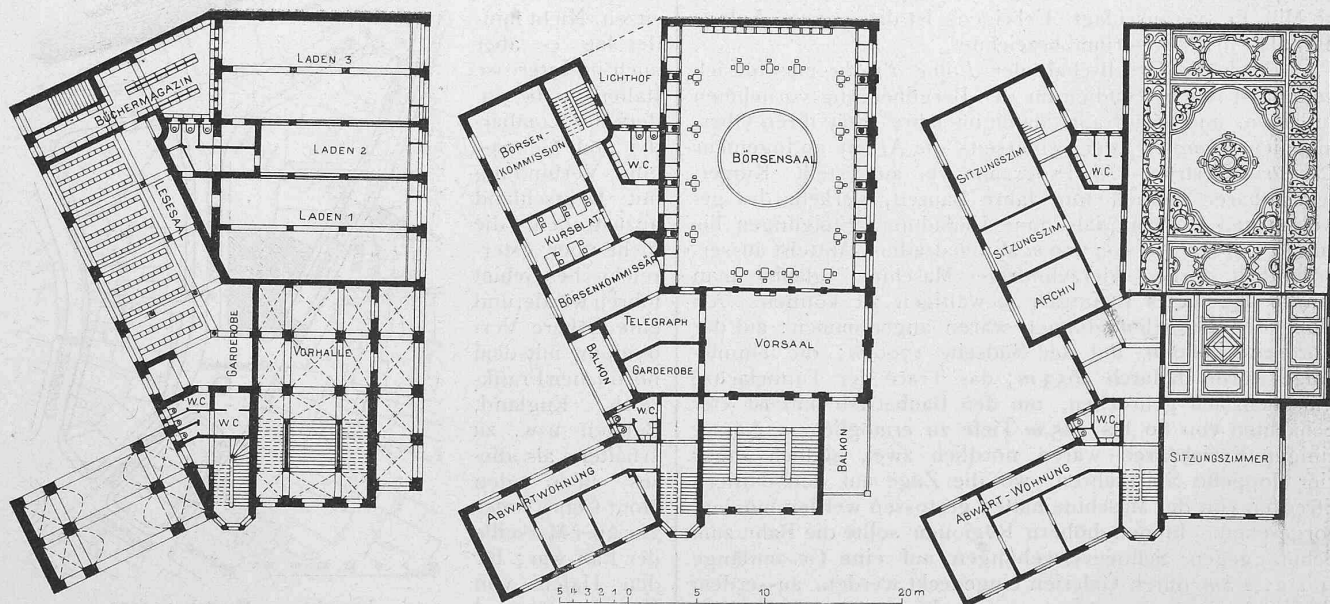 LADEN 3
BÜCHERMAGAZIN
LADEN 2
LESESAAL
LADEN 1
GARDEROBE
VORHALLE
W.C.
W.C.
LICHTHOF
BÖRSEN-
KOMMISSION
W.C.
BÖRSENSAAL
KURSBLATT
BÖRSENKOMMISSÄR
TELEGRAPH
VORSAAL
BALKON
GARDEROBE
W.C.
BALKON
ABWARTWOHNUNG
SITZUNGSZIM.
W.C.
SITZUNGSZIM.
ARCHIV
W.C.
SITZUNGSZIMMER
ABWART-WOHNUNG
5 4 3 2 1 0 5 10 20 m